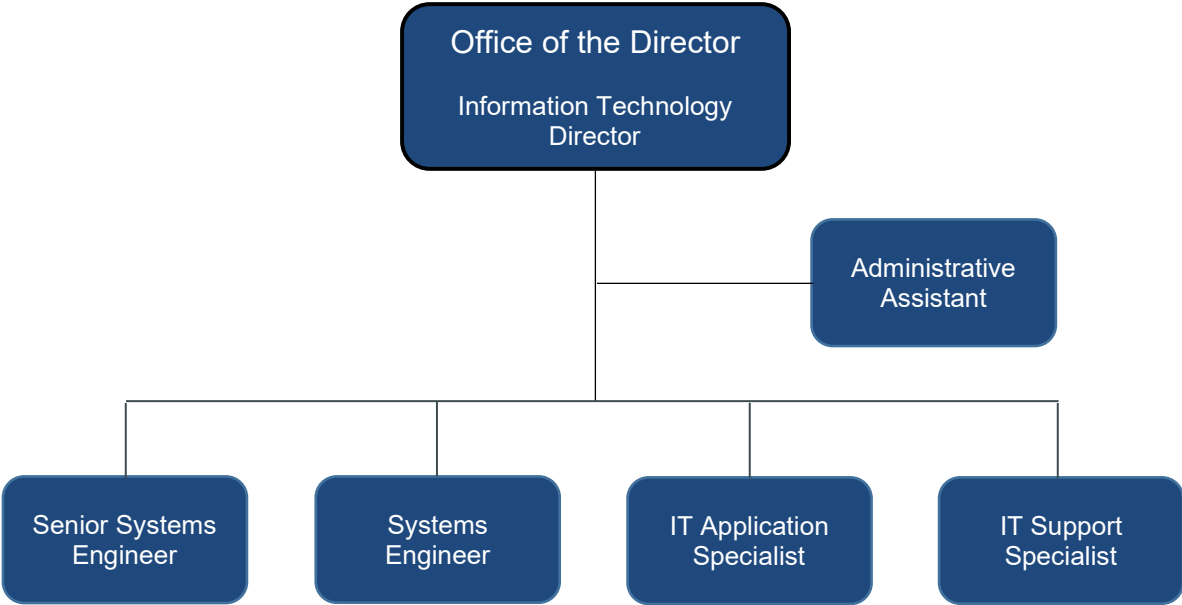 Office of the Director
Information Technology
Director
Administrative
Assistant
Senior Systems
Engineer
Systems
Engineer
IT Application
Specialist
IT Support
Specialist